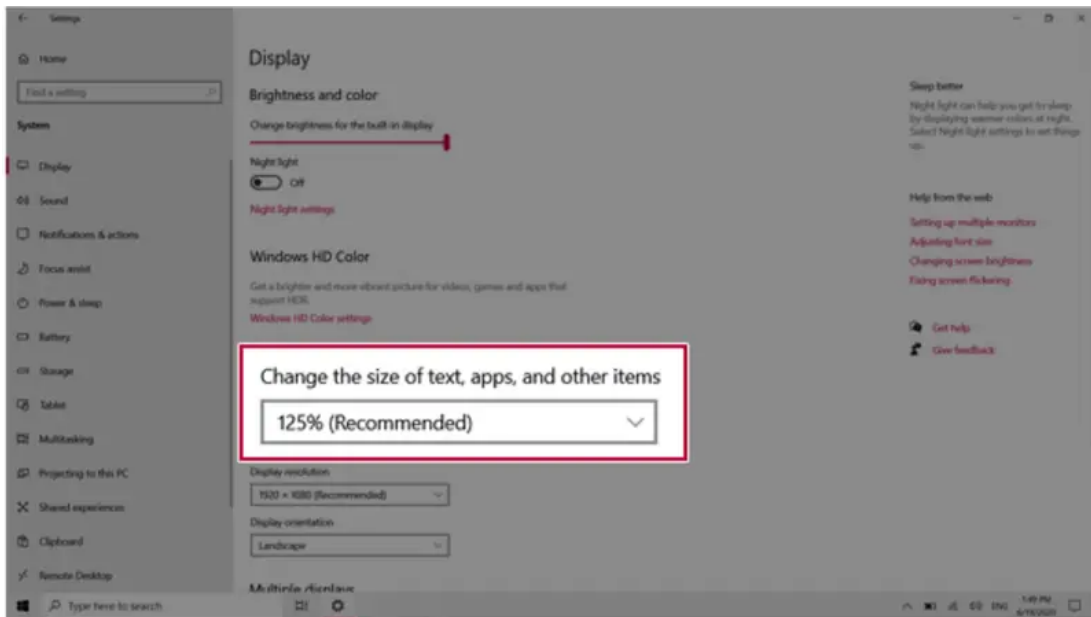 Settings
Home
Find a setting
System
Display
Sound
Notifications & actions
Focus assist
Power & sleep
Battery
Storage
Tablet
Multitasking
Projecting to this PC
Shared experiences
Clipboard
Remote Desktop
Display
Brightness and color
Change brightness for the built-in display
Night light
Off
Night light settings
Windows HD Color
Get a brighter and more vibrant picture for videos, games and apps that
support HDR.
Windows HD Color settings
Change the size of text, apps, and other items
125% (Recommended)
Display resolution
1920 × 1080 (Recommended)
Display orientation
Landscape
Multiple displays
Sleep better
Night light can help you get to sleep
by displaying warmer colors at night.
Select Night light settings to set things
up.
Help from the web
Setting up multiple monitors
Adjusting font size
Changing screen brightness
Fixing screen flickering
Get help
Give feedback
Type here to search
ENG
1:49 PM